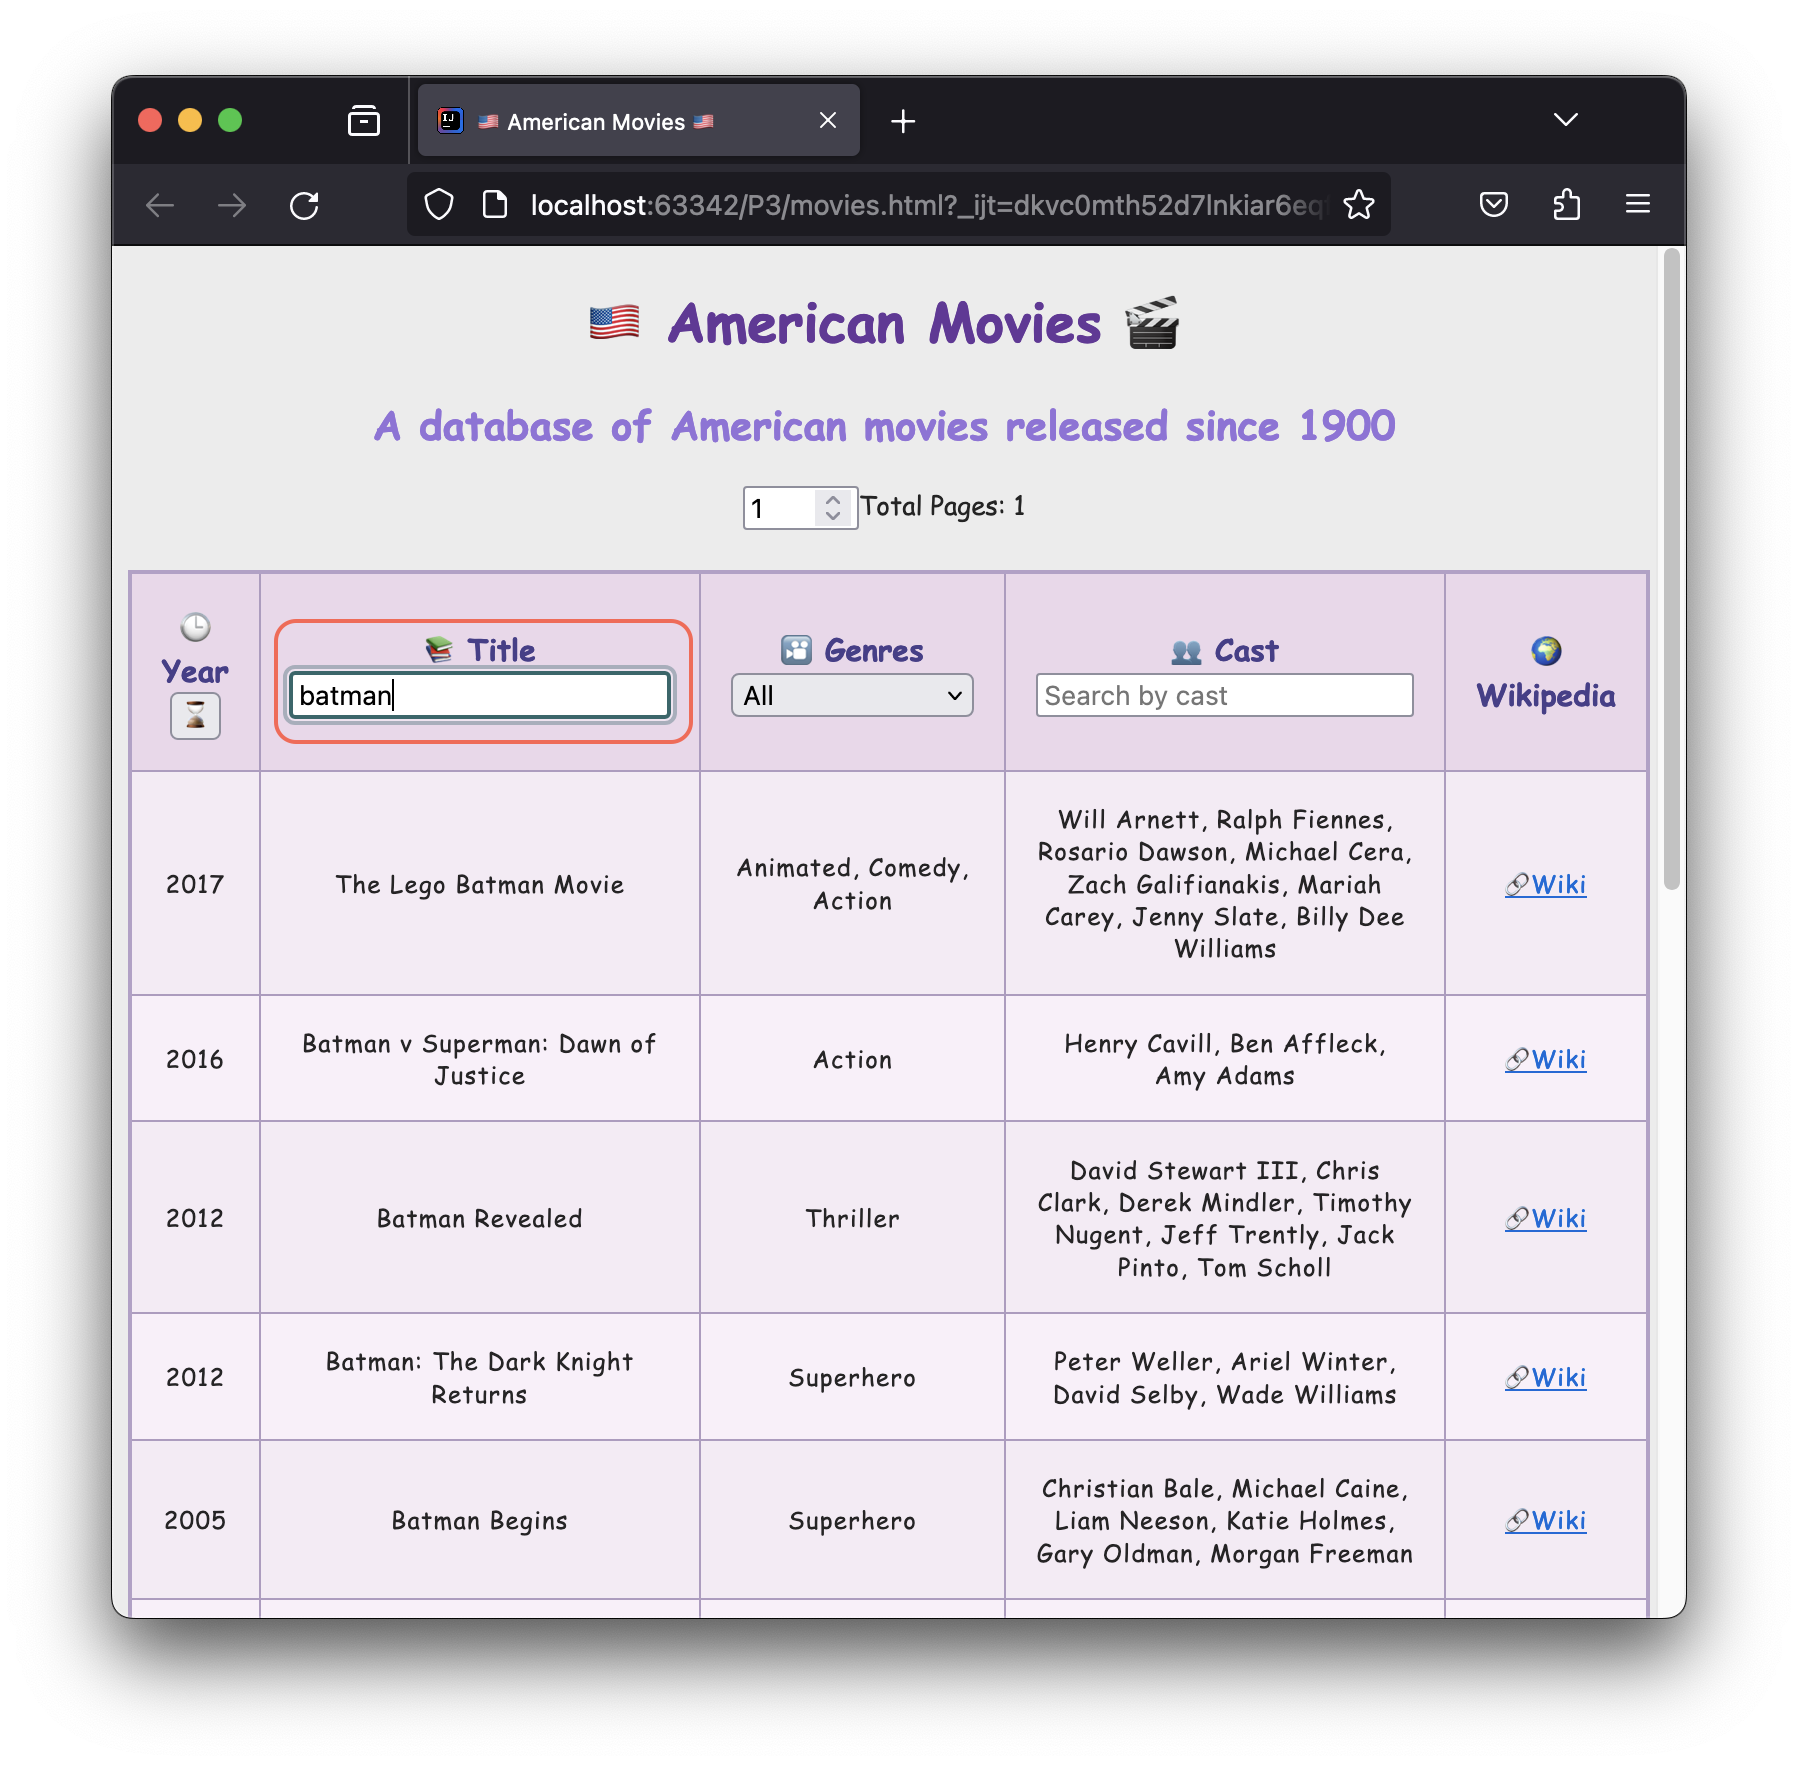 🇺🇸 American Movies 🇺🇸
localhost:63342/P3/movies.html?_ijt=dkvc0mth52d7lnkiar6eq
🇺🇸 American Movies 🎬
A database of American movies released since 1900
1 Total Pages: 1
🕒 Year
⌛
📚 Title
batman
🎦 Genres
All
👥 Cast
Search by cast
🌍 Wikipedia
2017
The Lego Batman Movie
Animated, Comedy,
Action
Will Arnett, Ralph Fiennes,
Rosario Dawson, Michael Cera,
Zach Galifianakis, Mariah
Carey, Jenny Slate, Billy Dee
Williams
🔗Wiki
2016
Batman v Superman: Dawn of
Justice
Action
Henry Cavill, Ben Affleck,
Amy Adams
🔗Wiki
2012
Batman Revealed
Thriller
David Stewart III, Chris
Clark, Derek Mindler, Timothy
Nugent, Jeff Trently, Jack
Pinto, Tom Scholl
🔗Wiki
2012
Batman: The Dark Knight
Returns
Superhero
Peter Weller, Ariel Winter,
David Selby, Wade Williams
🔗Wiki
2005
Batman Begins
Superhero
Christian Bale, Michael Caine,
Liam Neeson, Katie Holmes,
Gary Oldman, Morgan Freeman
🔗Wiki